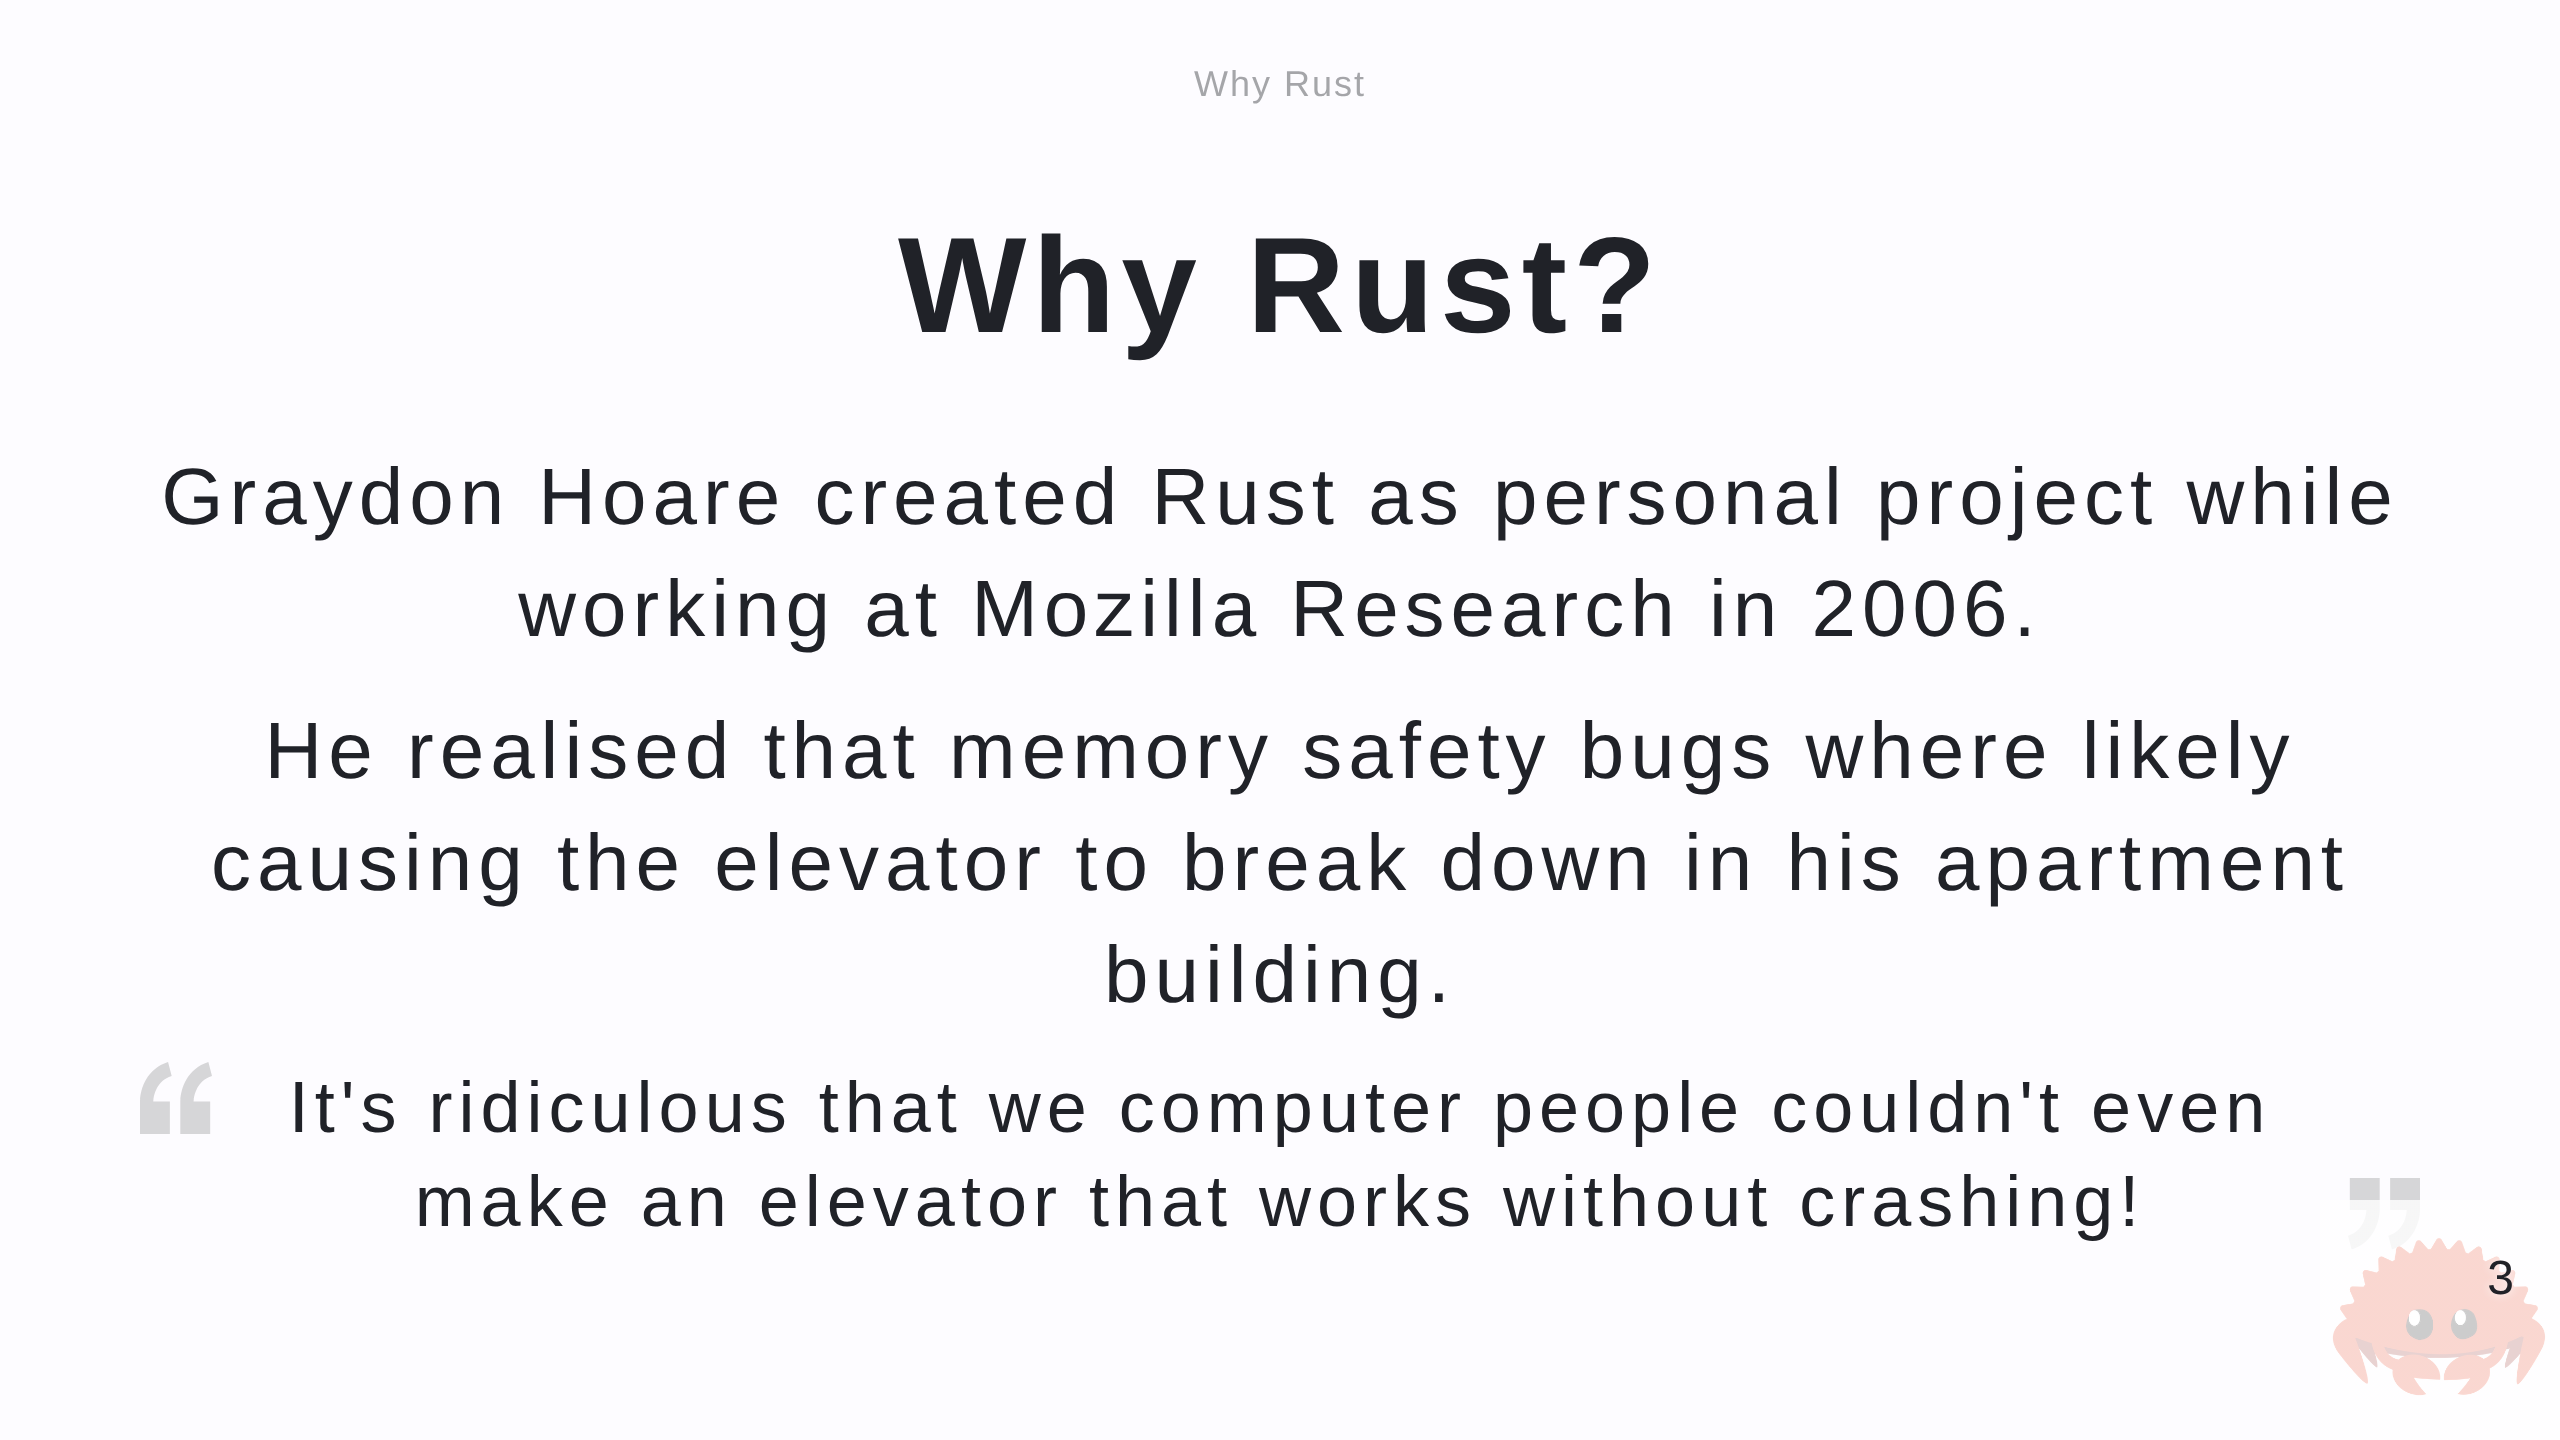 Why Rust
Why Rust?
Graydon Hoare created Rust as personal project while
working at Mozilla Research in 2006.
He realised that memory safety bugs where likely
causing the elevator to break down in his apartment
building.
“ It's ridiculous that we computer people couldn't even
make an elevator that works without crashing! ”
3